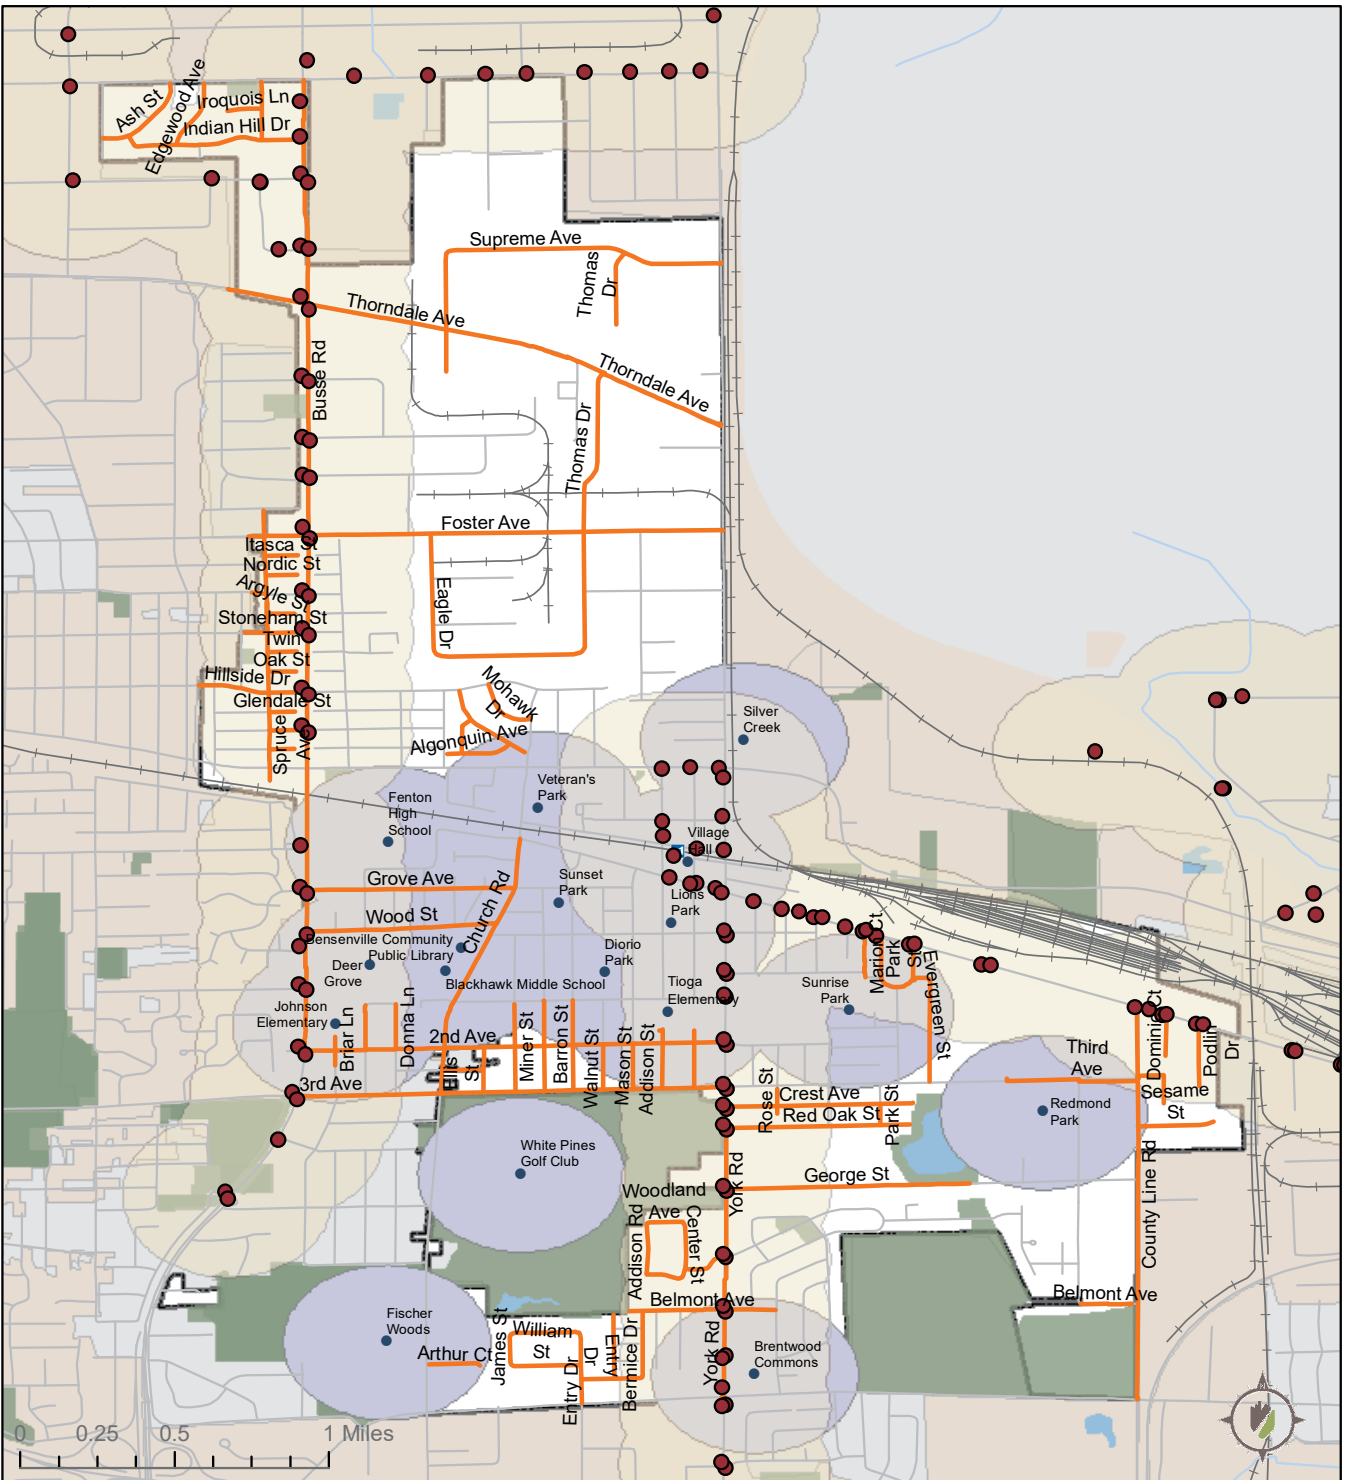 Ash St
Edgewood Ave
Iroquois Ln
Indian Hill Dr
Supreme Ave
Thomas
Dr
Thorndale Ave
Busse Rd
Thorndale Ave
Thomas Dr
Foster Ave
Itasca St
Nordic St
Argyle St
Stoneham St
Twin
Oak St
Hillside Dr
Glendale St
Spruce
Ave
Eagle Dr
Mohawk
Dr
Algonquin Ave
Silver
Creek
Veteran's
Park
Fenton
High
School
Village
Hall
Grove Ave
Sunset
Park
Lions
Park
Wood St
Church Rd
Bensenville Community
Public Library
Deer
Grove
Blackhawk Middle School
Diorio
Park
Tioga
Elementary
Marion Ct
Park
St
Evergreen St
Sunrise
Park
Johnson
Elementary
Briar Ln
Donna Ln
2nd Ave
Ellis
St
Miner St
Barron St
Walnut St
Mason St
Addison St
3rd Ave
Rose St
Crest Ave
Red Oak St
Park St
Third
Ave
Dominic Ct
Podlin
Dr
Sesame
St
Redmond
Park
White Pines
Golf Club
Woodland
Ave
York Rd
George St
County Line Rd
Addison Rd
Center St
Belmont Ave
Belmont Ave
Fischer
Woods
Arthur Ct
James St
William
St
Entry Dr
Entry
Dr
Bermice Dr
York Rd
Brentwood
Commons
0 0.25 0.5 1 Miles